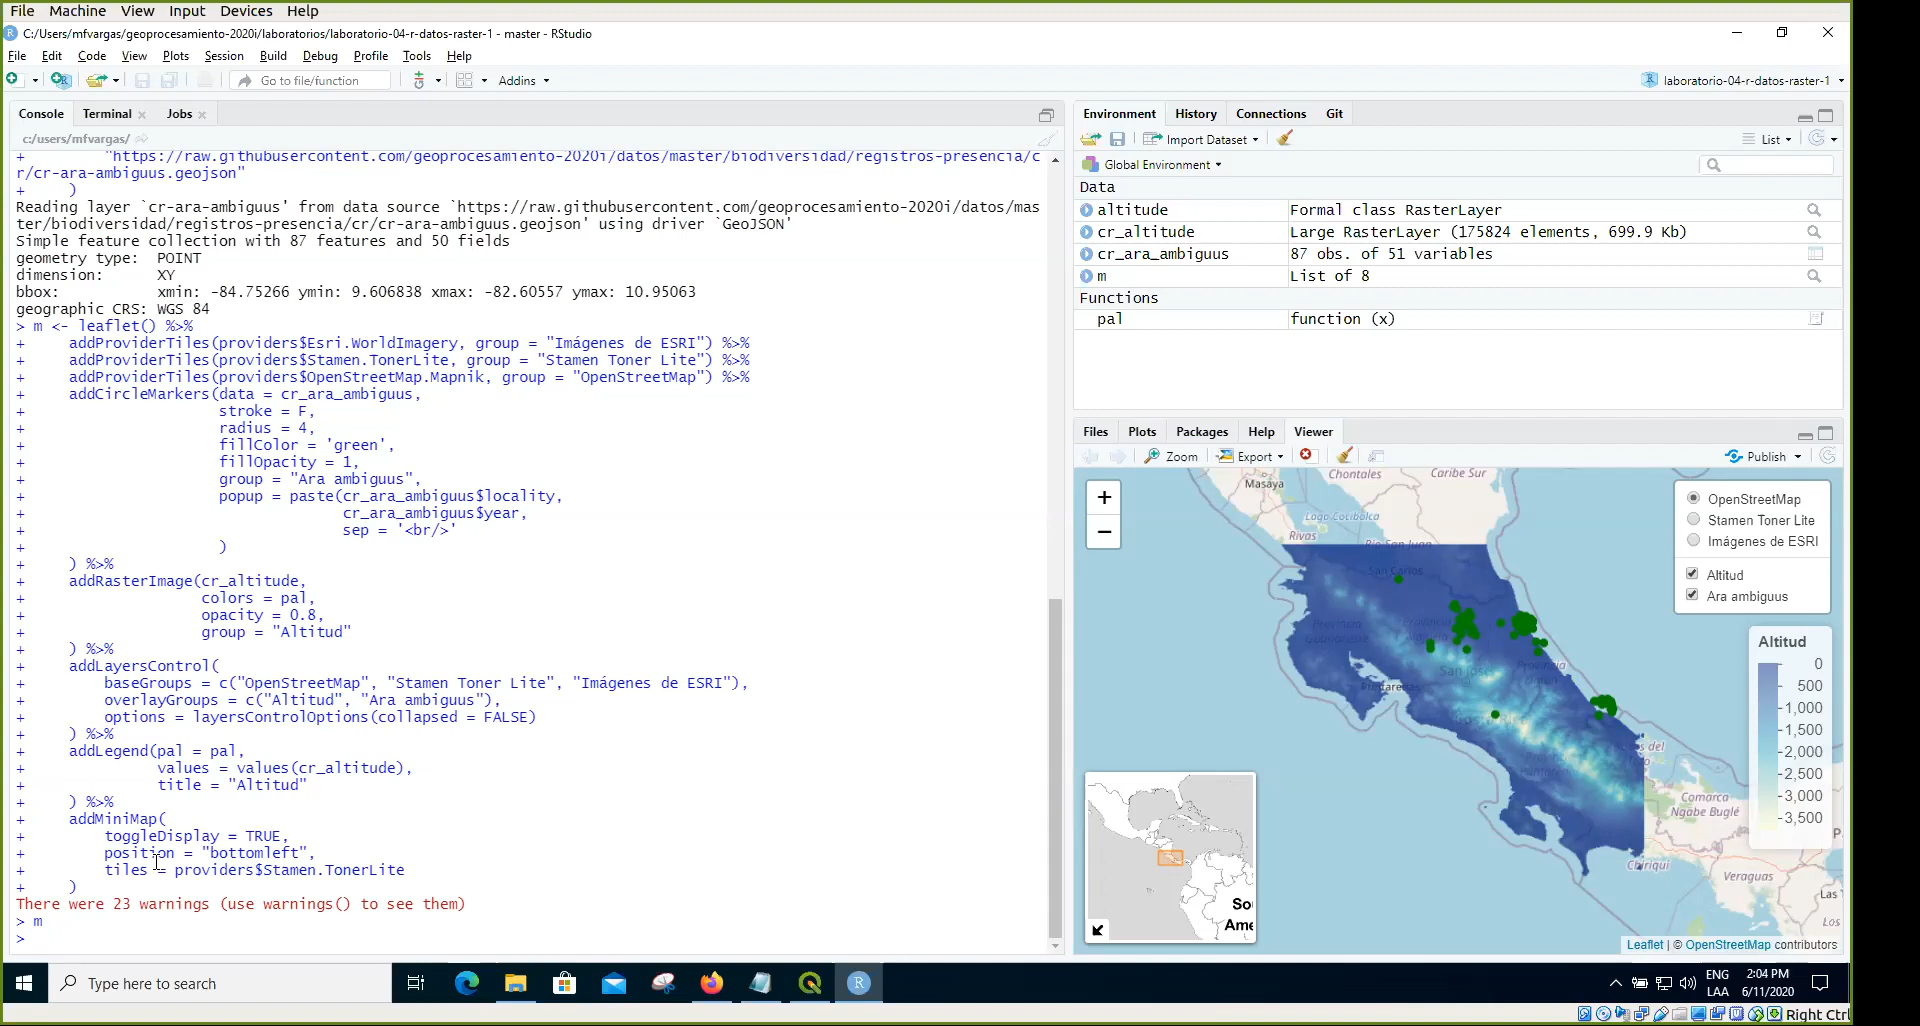 File Machine View Input Devices Help
C:/Users/mfvargas/geoprocesamiento-2020i/laboratorios/laboratorio-04-r-datos-raster-1 - master - RStudio
File Edit Code View Plots Session Build Debug Profile Tools Help
Go to file/function Addins laboratorio-04-r-datos-raster-1
Console Terminal Jobs
c:/users/mfvargas/
+ "https://raw.githubusercontent.com/geoprocesamiento-2020i/datos/master/biodiversidad/registros-presencia/c
r/cr-ara-ambiguus.geojson"
+ )
Reading layer `cr-ara-ambiguus' from data source `https://raw.githubusercontent.com/geoprocesamiento-2020i/datos/mas
ter/biodiversidad/registros-presencia/cr/cr-ara-ambiguus.geojson' using driver `GeoJSON'
Simple feature collection with 87 features and 50 fields
geometry type: POINT
dimension: XY
bbox: xmin: -84.75266 ymin: 9.606838 xmax: -82.60557 ymax: 10.95063
geographic CRS: WGS 84
> m <- leaflet() %>%
+ addProviderTiles(providers$Esri.WorldImagery, group = "Imágenes de ESRI") %>%
+ addProviderTiles(providers$Stamen.TonerLite, group = "Stamen Toner Lite") %>%
+ addProviderTiles(providers$OpenStreetMap.Mapnik, group = "OpenStreetMap") %>%
+ addCircleMarkers(data = cr_ara_ambiguus,
+ stroke = F,
+ radius = 4,
+ fillColor = 'green',
+ fillOpacity = 1,
+ group = "Ara ambiguus",
+ popup = paste(cr_ara_ambiguus$locality,
+ cr_ara_ambiguus$year,
+ sep = '<br/>'
+ )
+ ) %>%
+ addRasterImage(cr_altitude,
+ colors = pal,
+ opacity = 0.8,
+ group = "Altitud"
+ ) %>%
+ addLayersControl(
+ baseGroups = c("OpenStreetMap", "Stamen Toner Lite", "Imágenes de ESRI"),
+ overlayGroups = c("Altitud", "Ara ambiguus"),
+ options = layersControlOptions(collapsed = FALSE)
+ ) %>%
+ addLegend(pal = pal,
+ values = values(cr_altitude),
+ title = "Altitud"
+ ) %>%
+ addMiniMap(
+ toggleDisplay = TRUE,
+ position = "bottomleft",
+ tiles = providers$Stamen.TonerLite
+ )
There were 23 warnings (use warnings() to see them)
> m
>
Environment History Connections Git
Import Dataset List
Global Environment
Data
altitude Formal class RasterLayer
cr_altitude Large RasterLayer (175824 elements, 699.9 Kb)
cr_ara_ambiguus 87 obs. of 51 variables
m List of 8
Functions
pal function (x)
Files Plots Packages Help Viewer
Zoom Export Publish
+
−
Masaya
Chontales
Caribe Sur
Lago Cocibolca
Rivas
Río San Juan
San Carlos
San José
Puntarenas
Comarca
Ngäbe Buglé
Chiriquí
Veraguas
Las
Los
OpenStreetMap
Stamen Toner Lite
Imágenes de ESRI
Altitud
Ara ambiguus
Altitud
0
500
1,000
1,500
2,000
2,500
3,000
3,500
So
Ame
Leaflet | © OpenStreetMap contributors
Type here to search
ENG
LAA
2:04 PM
6/11/2020
Right Ctrl